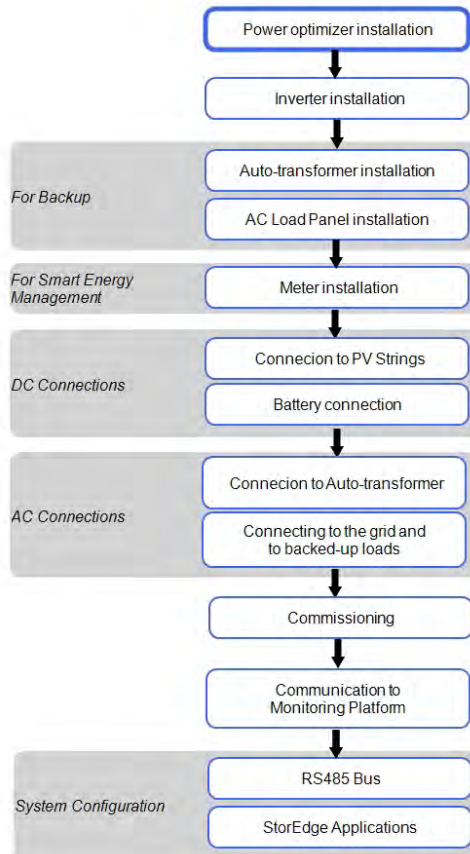 Power optimizer installation
Inverter installation
For Backup
Auto-transformer installation
AC Load Panel installation
For Smart Energy
Management
Meter installation
DC Connections
Connecion to PV Strings
Battery connection
AC Connections
Connecion to Auto-transformer
Connecting to the grid and
to backed-up loads
Commissioning
Communication to
Monitoring Platform
System Configuration
RS485 Bus
StorEdge Applications